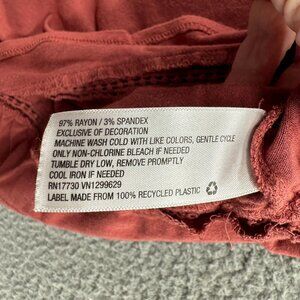 97% RAYON / 3% SPANDEX
EXCLUSIVE OF DECORATION
MACHINE WASH COLD WITH LIKE COLORS, GENTLE CYCLE
ONLY NON-CHLORINE BLEACH IF NEEDED
TUMBLE DRY LOW, REMOVE PROMPTLY
COOL IRON IF NEEDED
RN17730 VN1299629
LABEL MADE FROM 100% RECYCLED PLASTIC